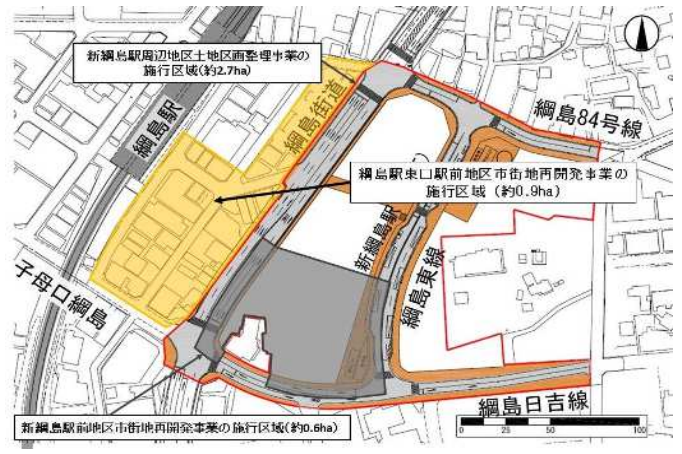 新綱島駅周辺地区土地区画整理事業の
施行区域(約2.7ha)
綱島駅
綱島街道
綱島84号線
綱島駅東口駅前地区市街地再開発事業の
施行区域（約0.9ha）
新綱島駅
綱島東線
子母口綱島
綱島日吉線
新綱島駅前地区市街地再開発事業の施行区域(約0.6ha)
0 25 50 100